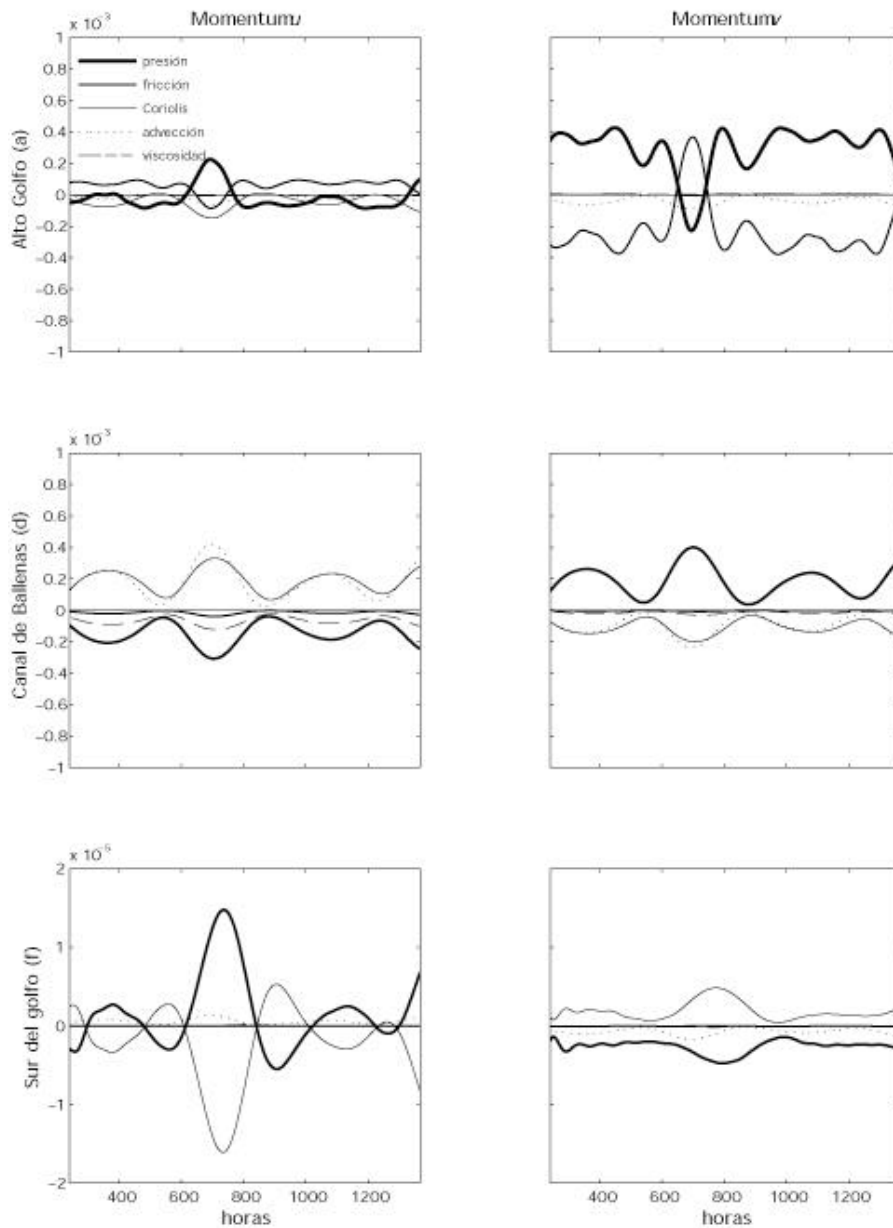 Momentum u
Momentum v
x 10⁻³
Alto Golfo (a)
1
0.8
0.6
0.4
0.2
0
−0.2
−0.4
−0.6
−0.8
−1
presión
fricción
Coriolis
advección
viscosidad
x 10⁻³
Canal de Ballenas (d)
1
0.8
0.6
0.4
0.2
0
−0.2
−0.4
−0.6
−0.8
−1
x 10⁻⁵
Sur del golfo (f)
2
1
0
−1
−2
400 600 800 1000 1200
400 600 800 1000 1200
horas
horas